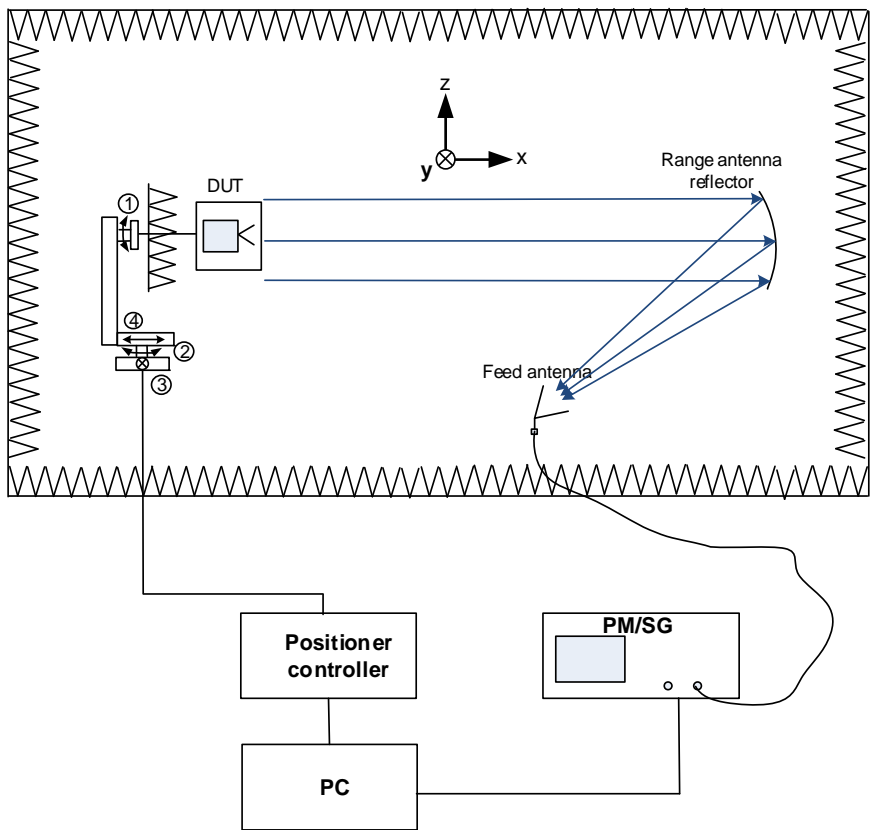 z
x
y
Range antenna
reflector
DUT
①
④
②
③
Feed antenna
PM/SG
Positioner
controller
PC